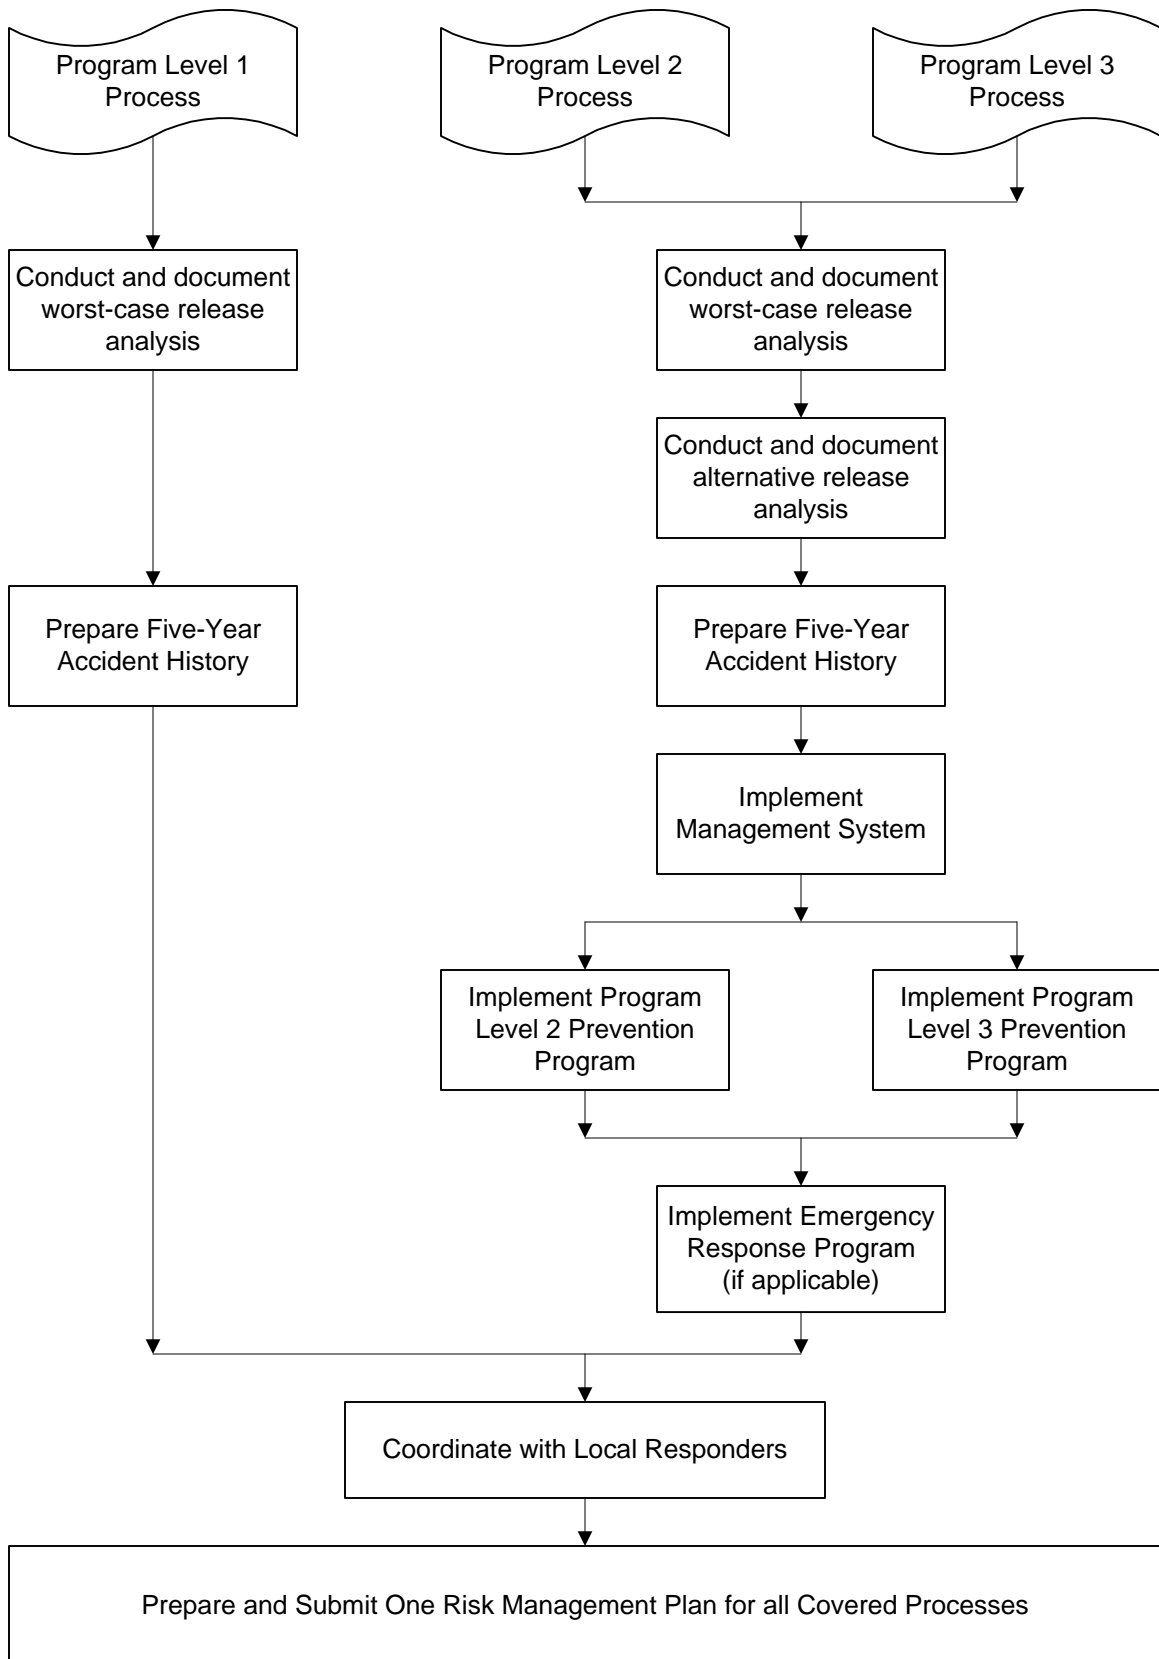 Program Level 1
Process
Program Level 2
Process
Program Level 3
Process
Conduct and document
worst-case release
analysis
Conduct and document
worst-case release
analysis
Conduct and document
alternative release
analysis
Prepare Five-Year
Accident History
Prepare Five-Year
Accident History
Implement
Management System
Implement Program
Level 2 Prevention
Program
Implement Program
Level 3 Prevention
Program
Implement Emergency
Response Program
(if applicable)
Coordinate with Local Responders
Prepare and Submit One Risk Management Plan for all Covered Processes